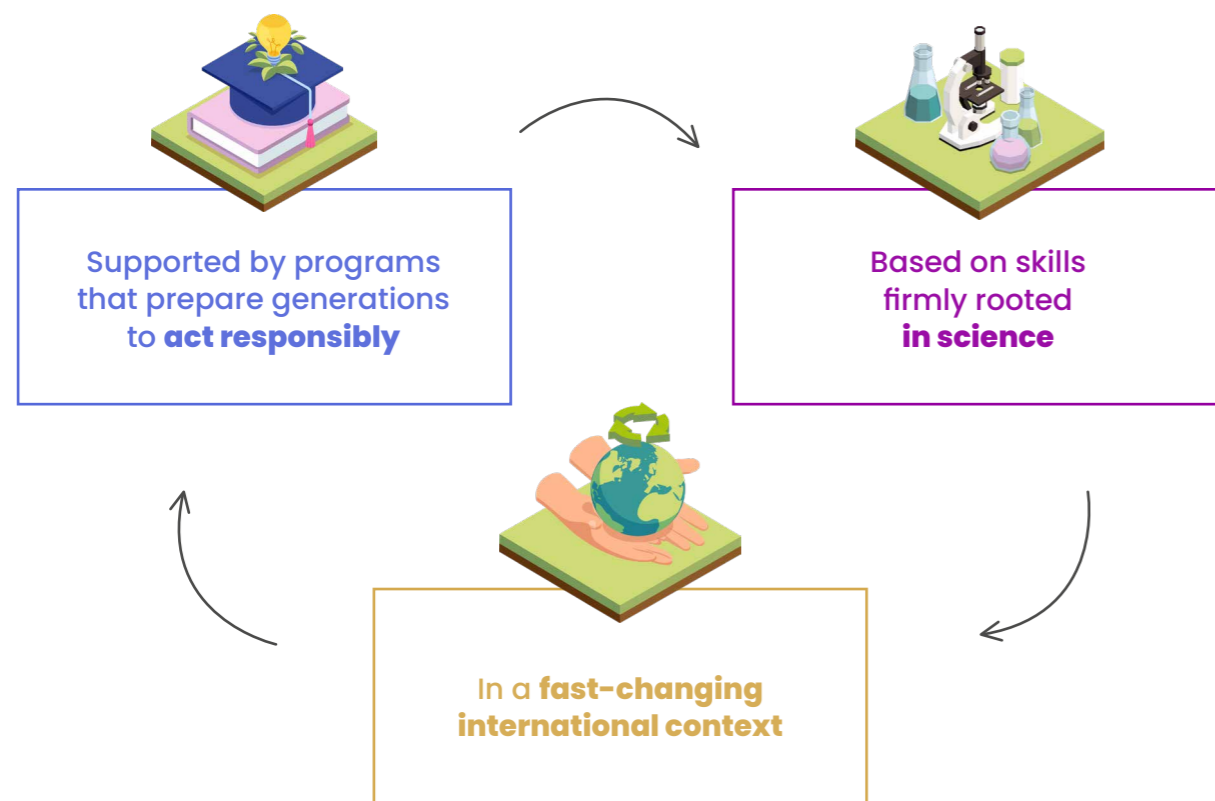 Supported by programs
that prepare generations
to act responsibly
Based on skills
firmly rooted
in science
In a fast-changing
international context